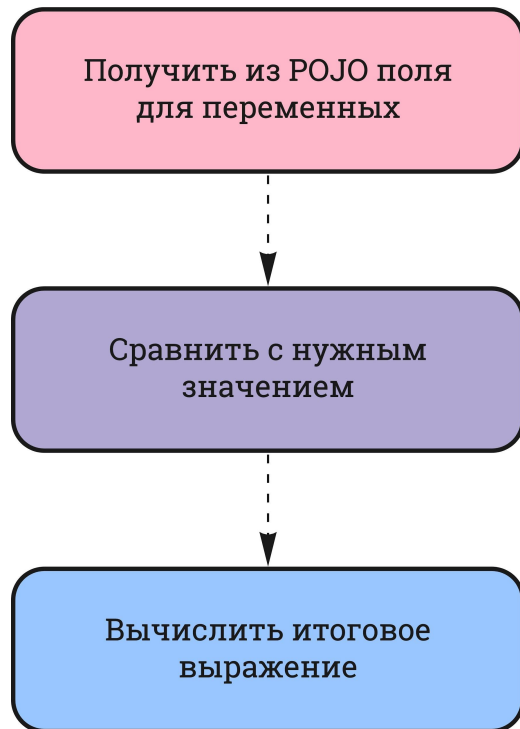 Получить из POJO поля
для переменных
Сравнить с нужным
значением
Вычислить итоговое
выражение